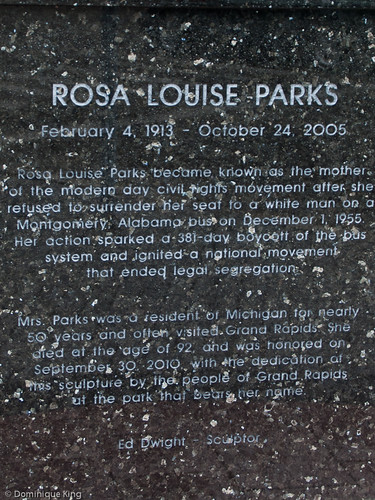 ROSA LOUISE PARKS
February 4, 1913 - October 24, 2005
Rosa Louise Parks became known as the mother
of the modern day civil rights movement after she
refused to surrender her seat to a white man on a
Montgomery, Alabama bus on December 1, 1955.
Her action sparked a 381-day boycott of the bus
system and ignited a national movement
that ended legal segregation.
Mrs. Parks was a resident of Michigan for nearly
50 years and often visited Grand Rapids. She
died at the age of 92, and was honored on
September 30, 2010, with the dedication of
this sculpture by the people of Grand Rapids
at the park that bears her name.
Ed Dwight - Sculptor
© Dominique King